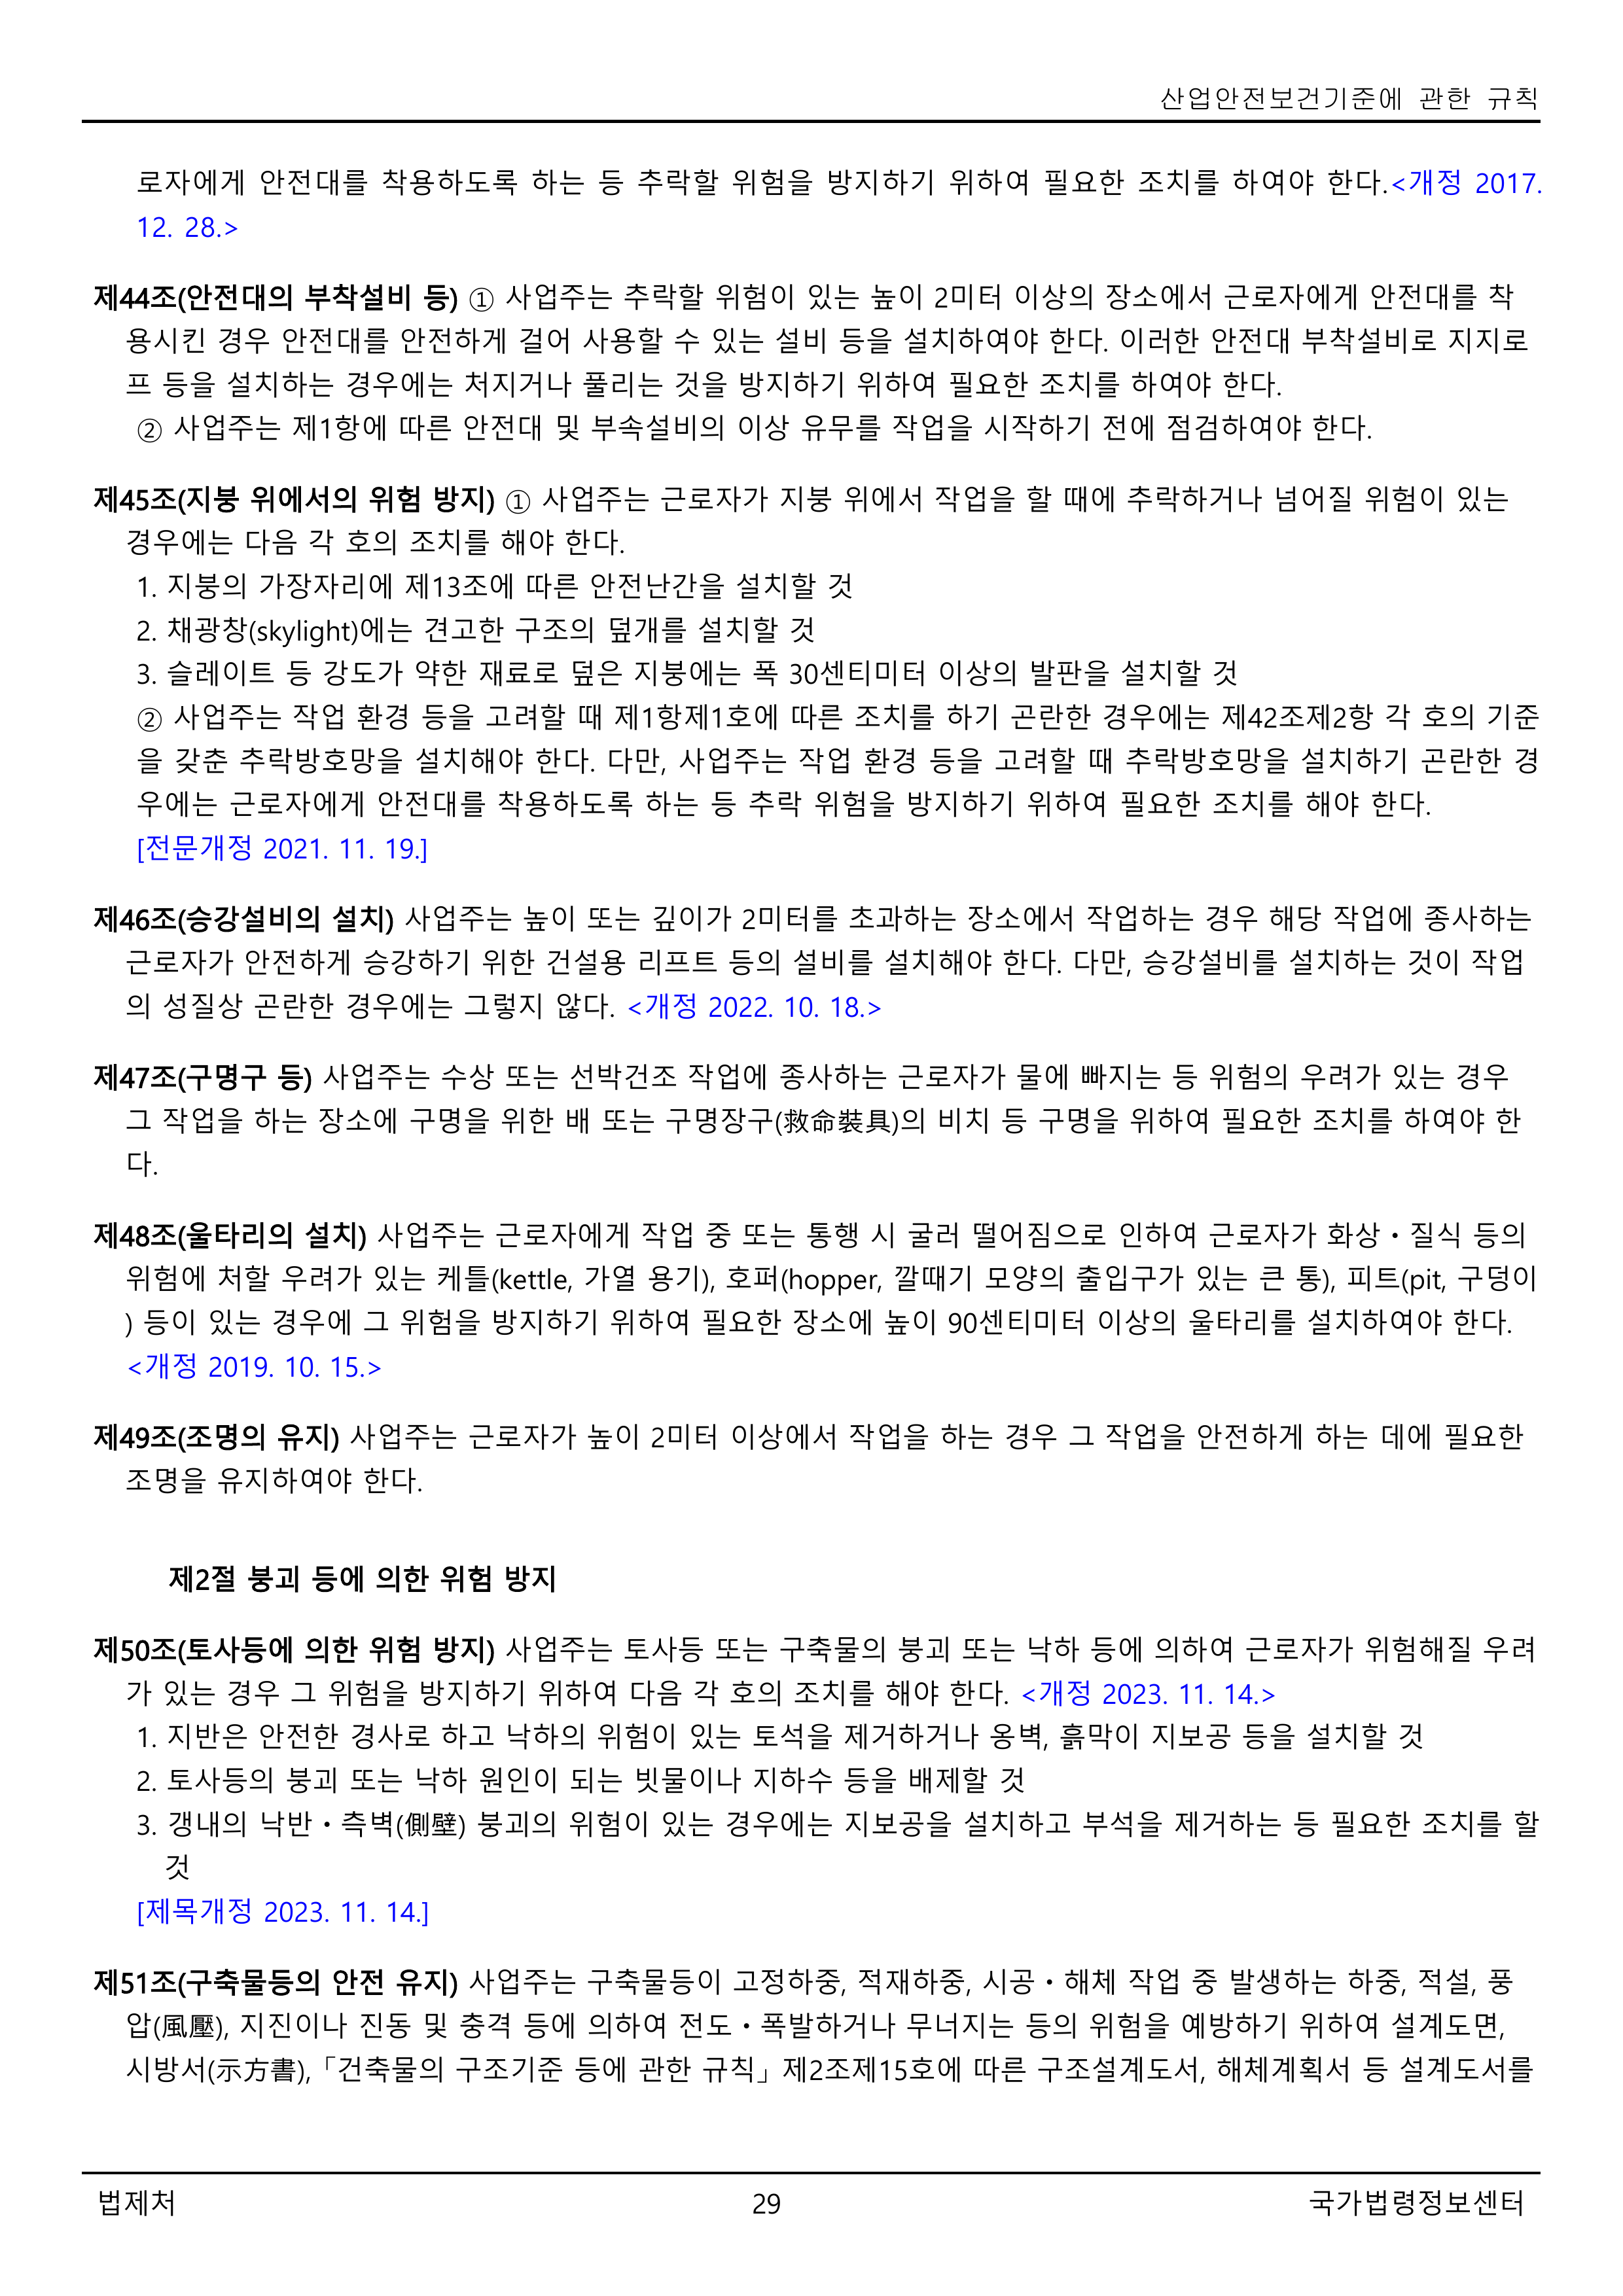 산업안전보건기준에 관한 규칙
로자에게 안전대를 착용하도록 하는 등 추락할 위험을 방지하기 위하여 필요한 조치를 하여야 한다.<개정 2017.
12. 28.>
제44조(안전대의 부착설비 등) ① 사업주는 추락할 위험이 있는 높이 2미터 이상의 장소에서 근로자에게 안전대를 착
용시킨 경우 안전대를 안전하게 걸어 사용할 수 있는 설비 등을 설치하여야 한다. 이러한 안전대 부착설비로 지지로
프 등을 설치하는 경우에는 처지거나 풀리는 것을 방지하기 위하여 필요한 조치를 하여야 한다.
② 사업주는 제1항에 따른 안전대 및 부속설비의 이상 유무를 작업을 시작하기 전에 점검하여야 한다.
제45조(지붕 위에서의 위험 방지) ① 사업주는 근로자가 지붕 위에서 작업을 할 때에 추락하거나 넘어질 위험이 있는
경우에는 다음 각 호의 조치를 해야 한다.
1. 지붕의 가장자리에 제13조에 따른 안전난간을 설치할 것
2. 채광창(skylight)에는 견고한 구조의 덮개를 설치할 것
3. 슬레이트 등 강도가 약한 재료로 덮은 지붕에는 폭 30센티미터 이상의 발판을 설치할 것
② 사업주는 작업 환경 등을 고려할 때 제1항제1호에 따른 조치를 하기 곤란한 경우에는 제42조제2항 각 호의 기준
을 갖춘 추락방호망을 설치해야 한다. 다만, 사업주는 작업 환경 등을 고려할 때 추락방호망을 설치하기 곤란한 경
우에는 근로자에게 안전대를 착용하도록 하는 등 추락 위험을 방지하기 위하여 필요한 조치를 해야 한다.
[전문개정 2021. 11. 19.]
제46조(승강설비의 설치) 사업주는 높이 또는 깊이가 2미터를 초과하는 장소에서 작업하는 경우 해당 작업에 종사하는
근로자가 안전하게 승강하기 위한 건설용 리프트 등의 설비를 설치해야 한다. 다만, 승강설비를 설치하는 것이 작업
의 성질상 곤란한 경우에는 그렇지 않다. <개정 2022. 10. 18.>
제47조(구명구 등) 사업주는 수상 또는 선박건조 작업에 종사하는 근로자가 물에 빠지는 등 위험의 우려가 있는 경우
그 작업을 하는 장소에 구명을 위한 배 또는 구명장구(救命裝具)의 비치 등 구명을 위하여 필요한 조치를 하여야 한
다.
제48조(울타리의 설치) 사업주는 근로자에게 작업 중 또는 통행 시 굴러 떨어짐으로 인하여 근로자가 화상ㆍ질식 등의
위험에 처할 우려가 있는 케틀(kettle, 가열 용기), 호퍼(hopper, 깔때기 모양의 출입구가 있는 큰 통), 피트(pit, 구덩이
) 등이 있는 경우에 그 위험을 방지하기 위하여 필요한 장소에 높이 90센티미터 이상의 울타리를 설치하여야 한다.
<개정 2019. 10. 15.>
제49조(조명의 유지) 사업주는 근로자가 높이 2미터 이상에서 작업을 하는 경우 그 작업을 안전하게 하는 데에 필요한
조명을 유지하여야 한다.
제2절 붕괴 등에 의한 위험 방지
제50조(토사등에 의한 위험 방지) 사업주는 토사등 또는 구축물의 붕괴 또는 낙하 등에 의하여 근로자가 위험해질 우려
가 있는 경우 그 위험을 방지하기 위하여 다음 각 호의 조치를 해야 한다. <개정 2023. 11. 14.>
1. 지반은 안전한 경사로 하고 낙하의 위험이 있는 토석을 제거하거나 옹벽, 흙막이 지보공 등을 설치할 것
2. 토사등의 붕괴 또는 낙하 원인이 되는 빗물이나 지하수 등을 배제할 것
3. 갱내의 낙반ㆍ측벽(側壁) 붕괴의 위험이 있는 경우에는 지보공을 설치하고 부석을 제거하는 등 필요한 조치를 할
것
[제목개정 2023. 11. 14.]
제51조(구축물등의 안전 유지) 사업주는 구축물등이 고정하중, 적재하중, 시공ㆍ해체 작업 중 발생하는 하중, 적설, 풍
압(風壓), 지진이나 진동 및 충격 등에 의하여 전도ㆍ폭발하거나 무너지는 등의 위험을 예방하기 위하여 설계도면,
시방서(示方書),「건축물의 구조기준 등에 관한 규칙」제2조제15호에 따른 구조설계도서, 해체계획서 등 설계도서를
법제처
29
국가법령정보센터